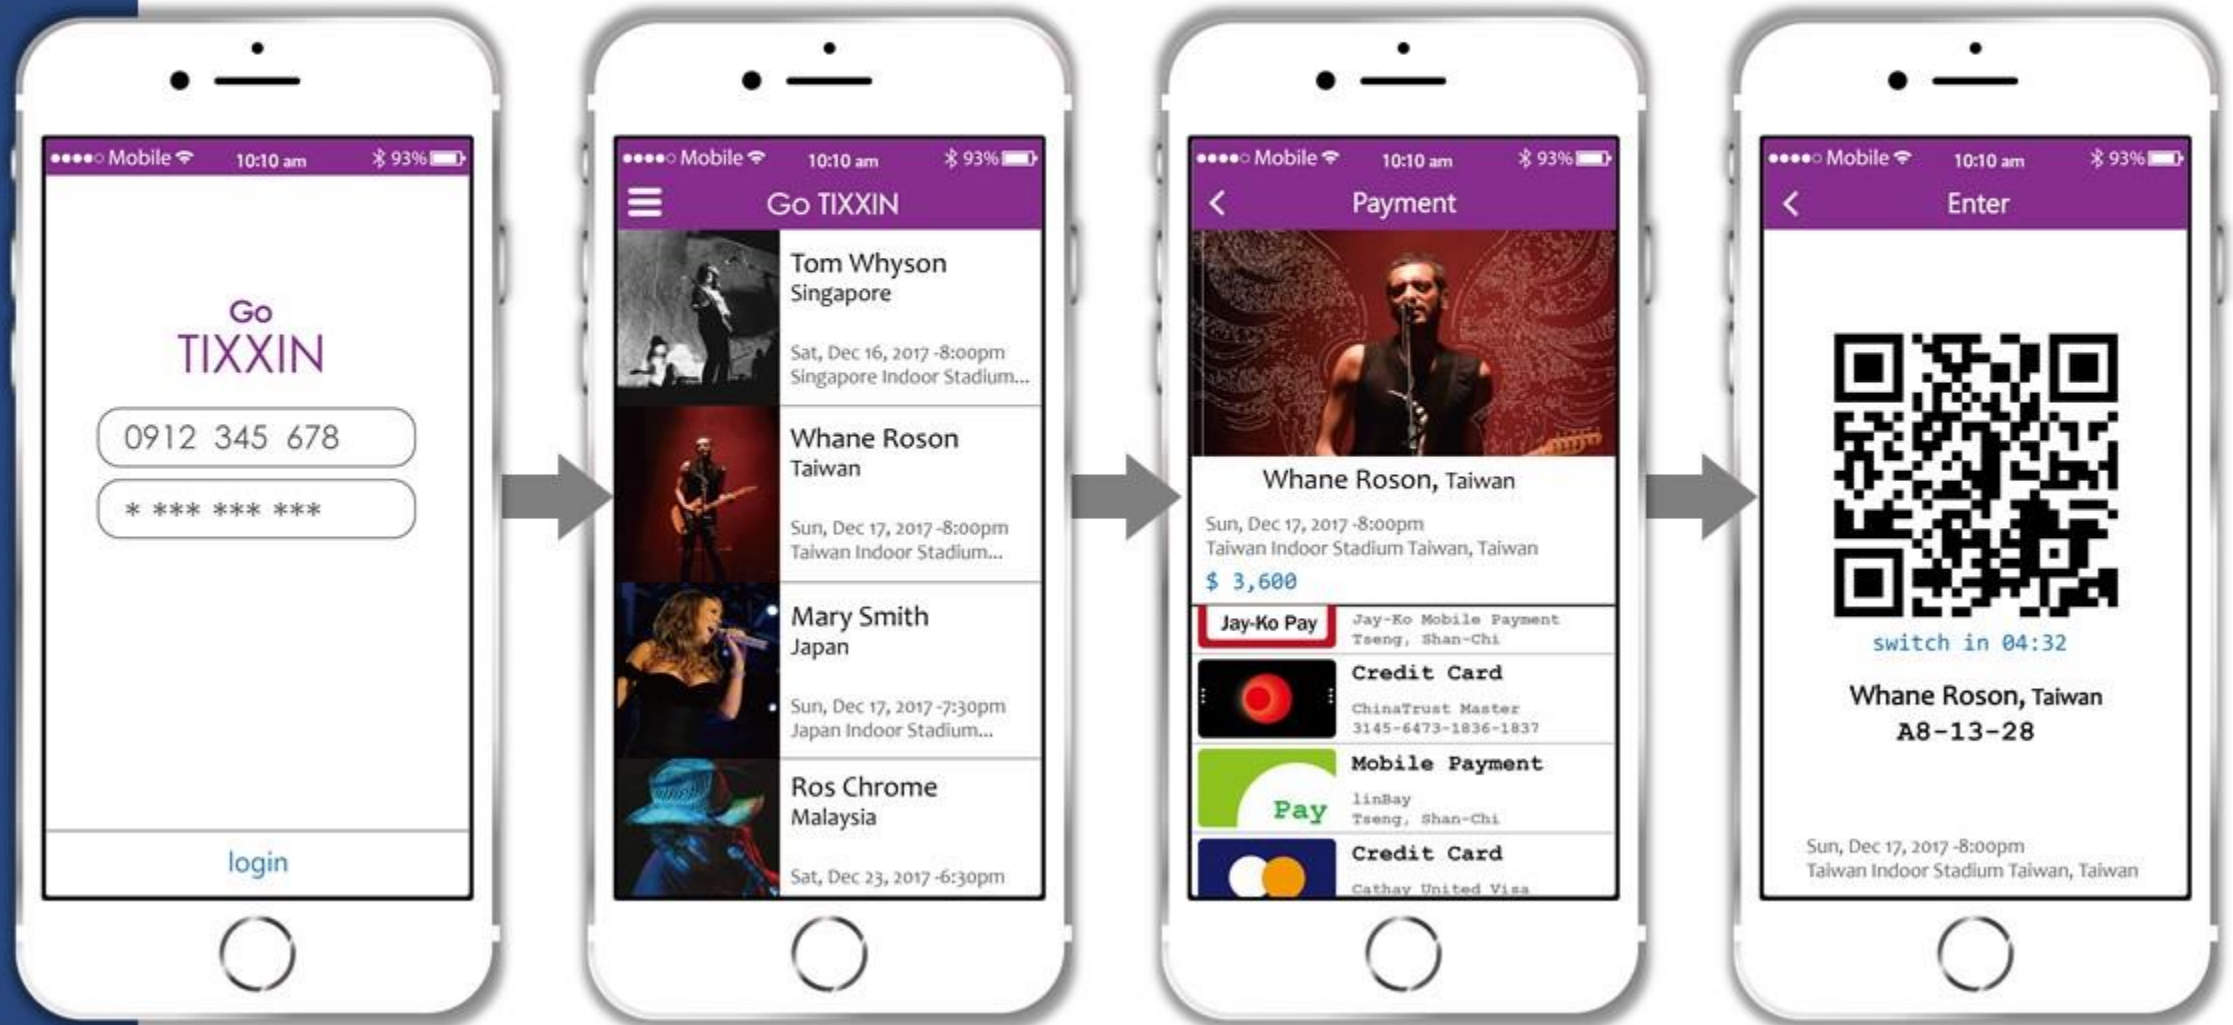 Mobile 10:10 am 93%
Go
TIXXIN
0912 345 678
* *** *** ***
login
Mobile 10:10 am 93%
Go TIXXIN
Tom Whyson
Singapore
Sat, Dec 16, 2017 -8:00pm
Singapore Indoor Stadium...
Whane Roson
Taiwan
Sun, Dec 17, 2017 -8:00pm
Taiwan Indoor Stadium...
Mary Smith
Japan
Sun, Dec 17, 2017 -7:30pm
Japan Indoor Stadium...
Ros Chrome
Malaysia
Sat, Dec 23, 2017 -6:30pm
Mobile 10:10 am 93%
Payment
Whane Roson, Taiwan
Sun, Dec 17, 2017 -8:00pm
Taiwan Indoor Stadium Taiwan, Taiwan
$ 3,600
Jay-Ko Pay
Jay-Ko Mobile Payment
Tseng, Shan-Chi
Credit Card
ChinaTrust Master
3145-6473-1836-1837
Pay
Mobile Payment
linBay
Tseng, Shan-Chi
Credit Card
Cathay United Visa
Mobile 10:10 am 93%
Enter
switch in 04:32
Whane Roson, Taiwan
A8-13-28
Sun, Dec 17, 2017 -8:00pm
Taiwan Indoor Stadium Taiwan, Taiwan